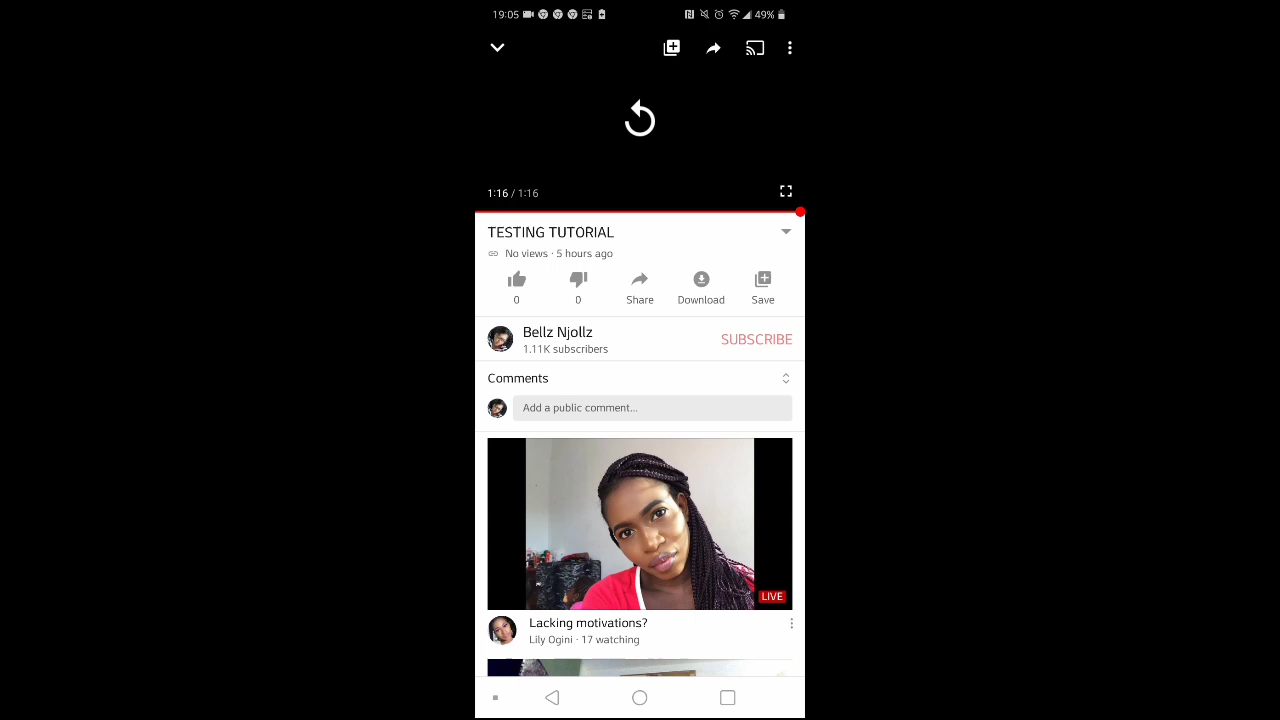 19:05 49%
1:16 / 1:16
TESTING TUTORIAL
No views · 5 hours ago
0 0 Share Download Save
Bellz Njollz
1.11K subscribers
SUBSCRIBE
Comments
Add a public comment...
LIVE
Lacking motivations?
Lily Ogini · 17 watching